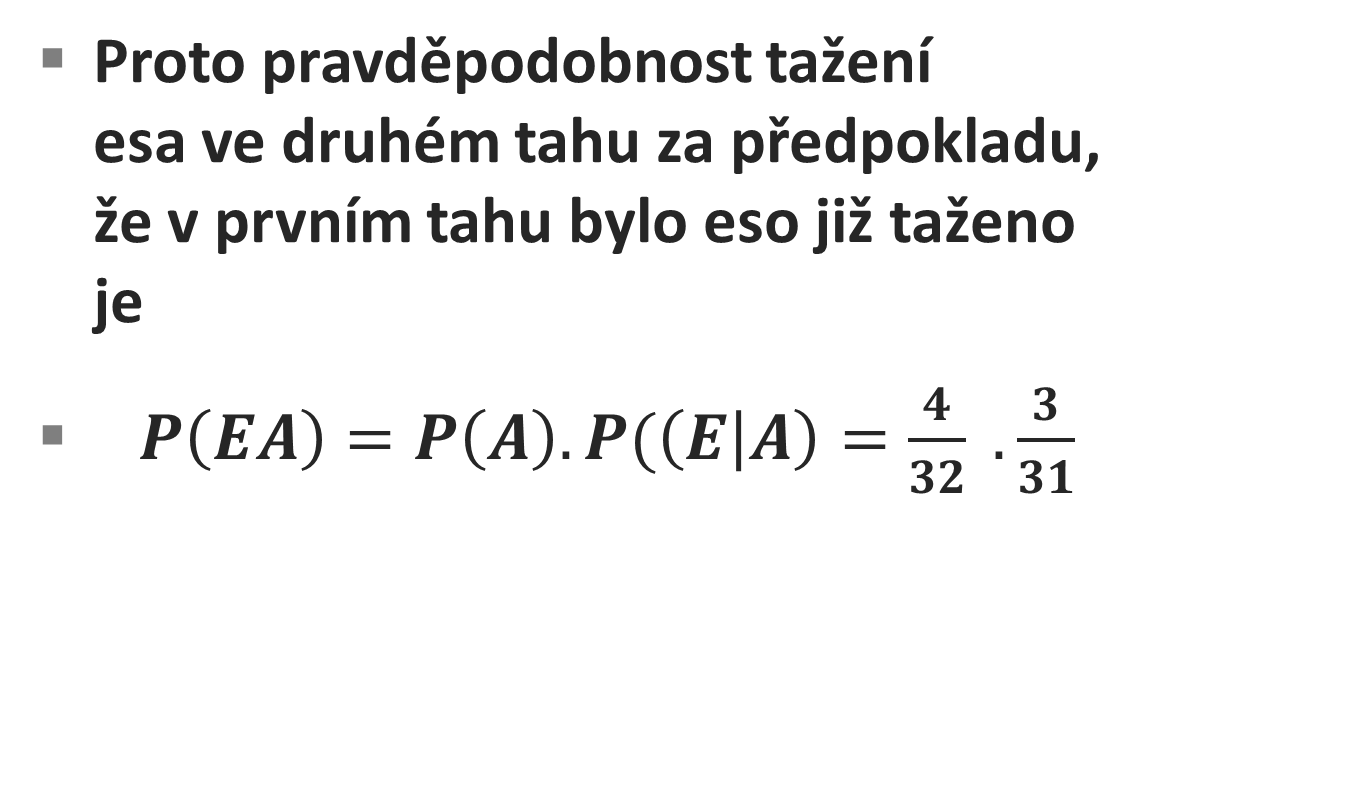 ▪ Proto pravděpodobnost tažení
esa ve druhém tahu za předpokladu,
že v prvním tahu bylo eso již taženo
je
▪ P(EA) = P(A).P((E|A) = 4/32 . 3/31